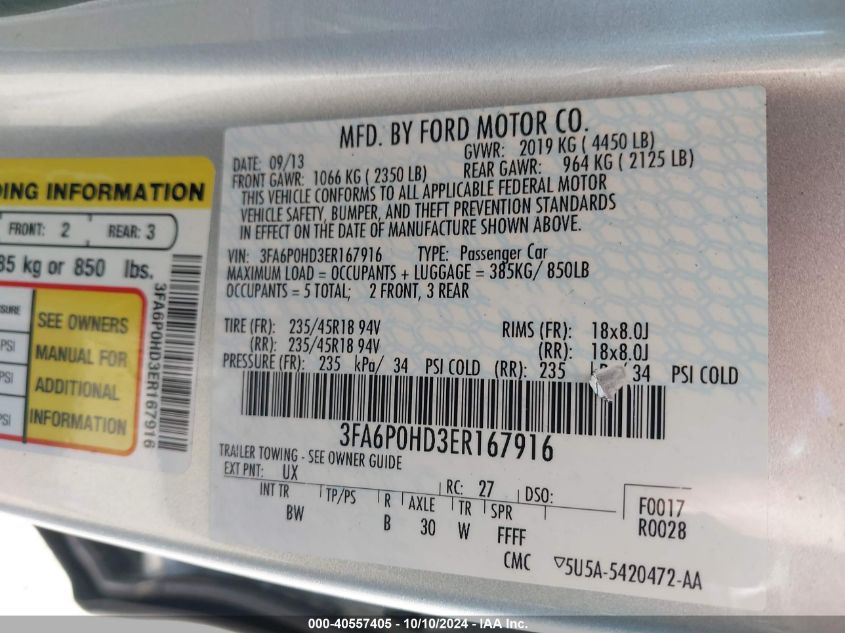 DING INFORMATION
FRONT: 2 REAR: 3
85 kg or 850 lbs.
SSURE
SEE OWNERS
PSI
MANUAL FOR
PSI
ADDITIONAL
PSI
INFORMATION
3FA6P0HD3ER167916
MFD. BY FORD MOTOR CO.
DATE: 09/13 GVWR: 2019 KG ( 4450 LB)
FRONT GAWR: 1066 KG ( 2350 LB) REAR GAWR: 964 KG ( 2125 LB)
THIS VEHICLE CONFORMS TO ALL APPLICABLE FEDERAL MOTOR
VEHICLE SAFETY, BUMPER, AND THEFT PREVENTION STANDARDS
IN EFFECT ON THE DATE OF MANUFACTURE SHOWN ABOVE.
VIN: 3FA6P0HD3ER167916 TYPE: Passenger Car
MAXIMUM LOAD = OCCUPANTS + LUGGAGE = 385KG/ 850LB
OCCUPANTS = 5 TOTAL; 2 FRONT, 3 REAR
TIRE (FR): 235/45R18 94V RIMS (FR): 18x8.0J
(RR): 235/45R18 94V (RR): 18x8.0J
PRESSURE (FR): 235 kPa/ 34 PSI COLD (RR): 235 34 PSI COLD
3FA6P0HD3ER167916
TRAILER TOWING - SEE OWNER GUIDE
EXT PNT: UX RC: 27 DSO:
INT TR TP/PS R AXLE TR SPR F0017
BW B 30 W FFFF R0028
CMC ▽5U5A-5420472-AA
000-40557405 - 10/10/2024 - IAA Inc.